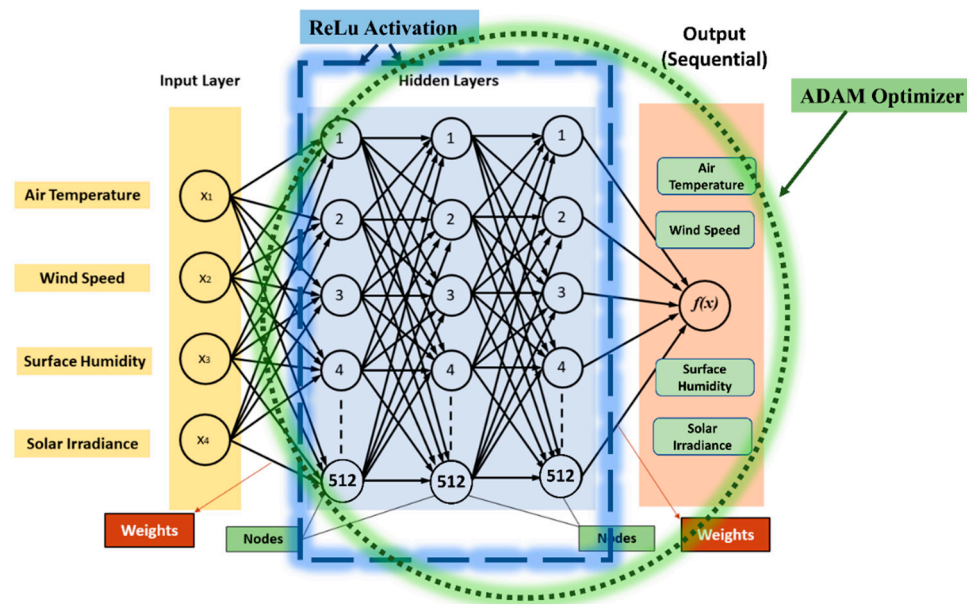 ReLu Activation
Output
(Sequential)
Input Layer
Hidden Layers
ADAM Optimizer
Air Temperature
Wind Speed
Surface Humidity
Solar Irradiance
X1
X2
X3
X4
1
2
3
4
512
1
2
3
4
512
1
2
3
4
512
Air
Temperature
Wind Speed
f(x)
Surface
Humidity
Solar
Irradiance
Weights
Nodes
Nodes
Weights